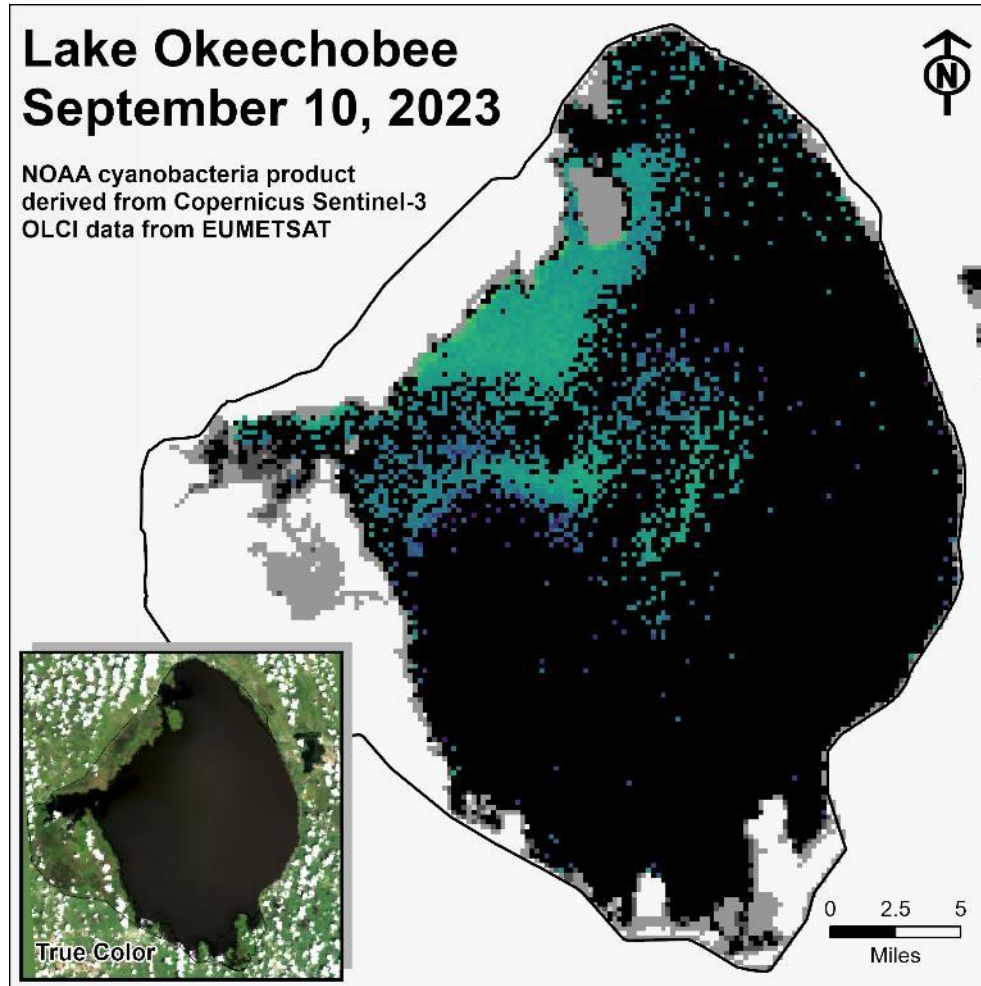 Lake Okeechobee
September 10, 2023
NOAA cyanobacteria product
derived from Copernicus Sentinel-3
OLCI data from EUMETSAT
N
True Color
0 2.5 5
Miles